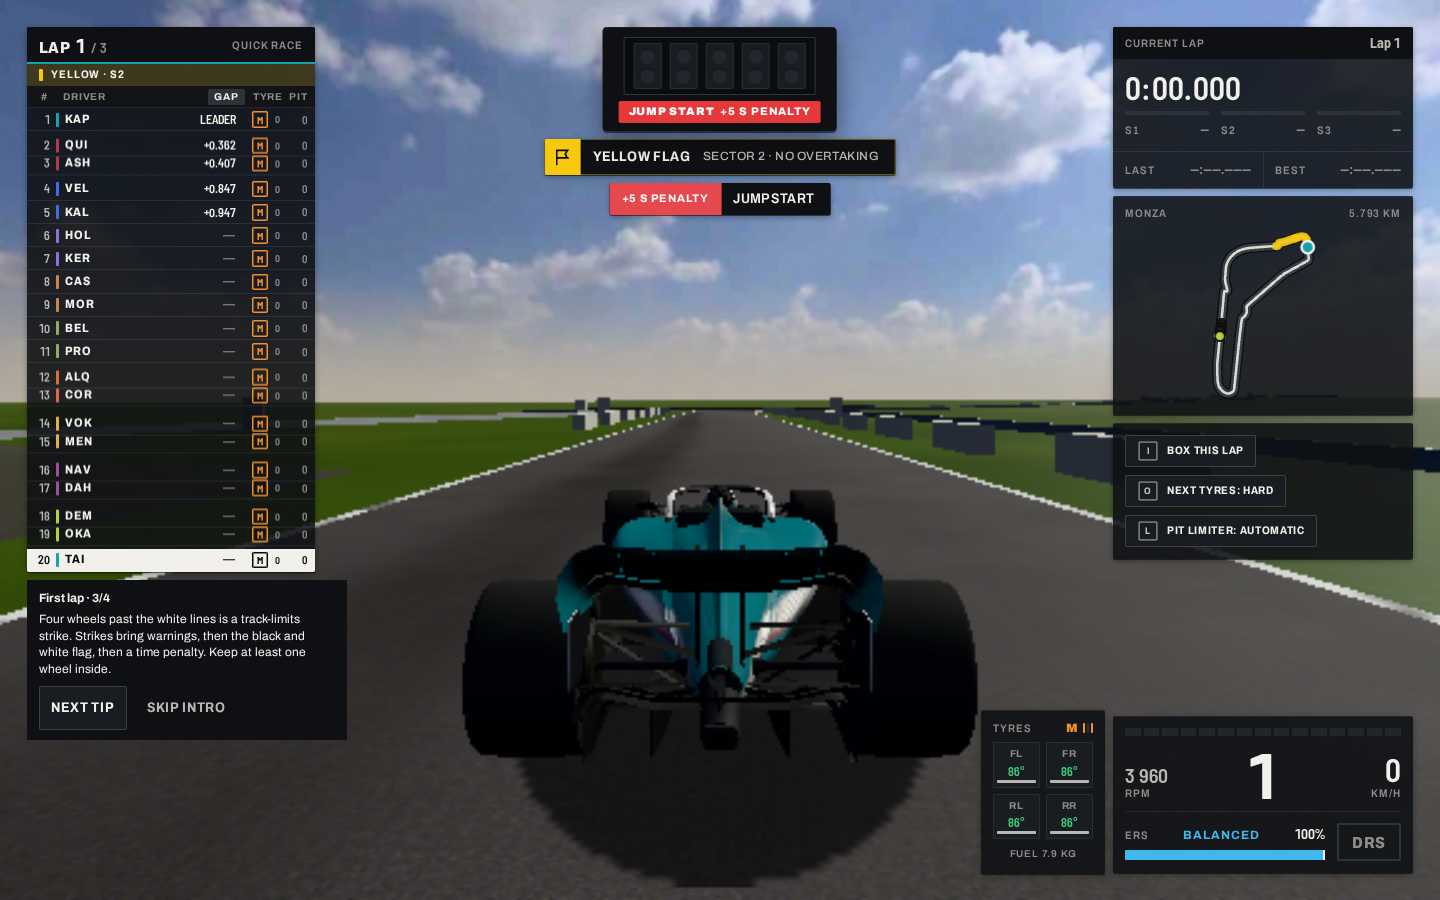 LAP 1 / 3 QUICK RACE
YELLOW · S2
# DRIVER GAP TYRE PIT
1 KAP LEADER M 0 0
2 QUI +0.362 M 0 0
3 ASH +0.407 M 0 0
4 VEL +0.847 M 0 0
5 KAL +0.947 M 0 0
6 HOL — M 0 0
7 KER — M 0 0
8 CAS — M 0 0
9 MOR — M 0 0
10 BEL — M 0 0
11 PRO — M 0 0
12 ALQ — M 0 0
13 COR — M 0 0
14 VOK — M 0 0
15 MEN — M 0 0
16 NAV — M 0 0
17 DAH — M 0 0
18 DEM — M 0 0
19 OKA — M 0 0
20 TAI — M 0 0
First lap · 3/4
Four wheels past the white lines is a track-limits
strike. Strikes bring warnings, then the black and
white flag, then a time penalty. Keep at least one
wheel inside.
NEXT TIP SKIP INTRO
JUMP START +5 S PENALTY
YELLOW FLAG SECTOR 2 · NO OVERTAKING
+5 S PENALTY JUMPSTART
CURRENT LAP Lap 1
0:00.000
S1 — S2 — S3 —
LAST –:––.––– BEST –:––.–––
MONZA 5.793 KM
I BOX THIS LAP
O NEXT TYRES: HARD
L PIT LIMITER: AUTOMATIC
TYRES M
FL FR
86° 86°
RL RR
86° 86°
FUEL 7.9 KG
3 960 1 0
RPM KM/H
ERS BALANCED 100% DRS